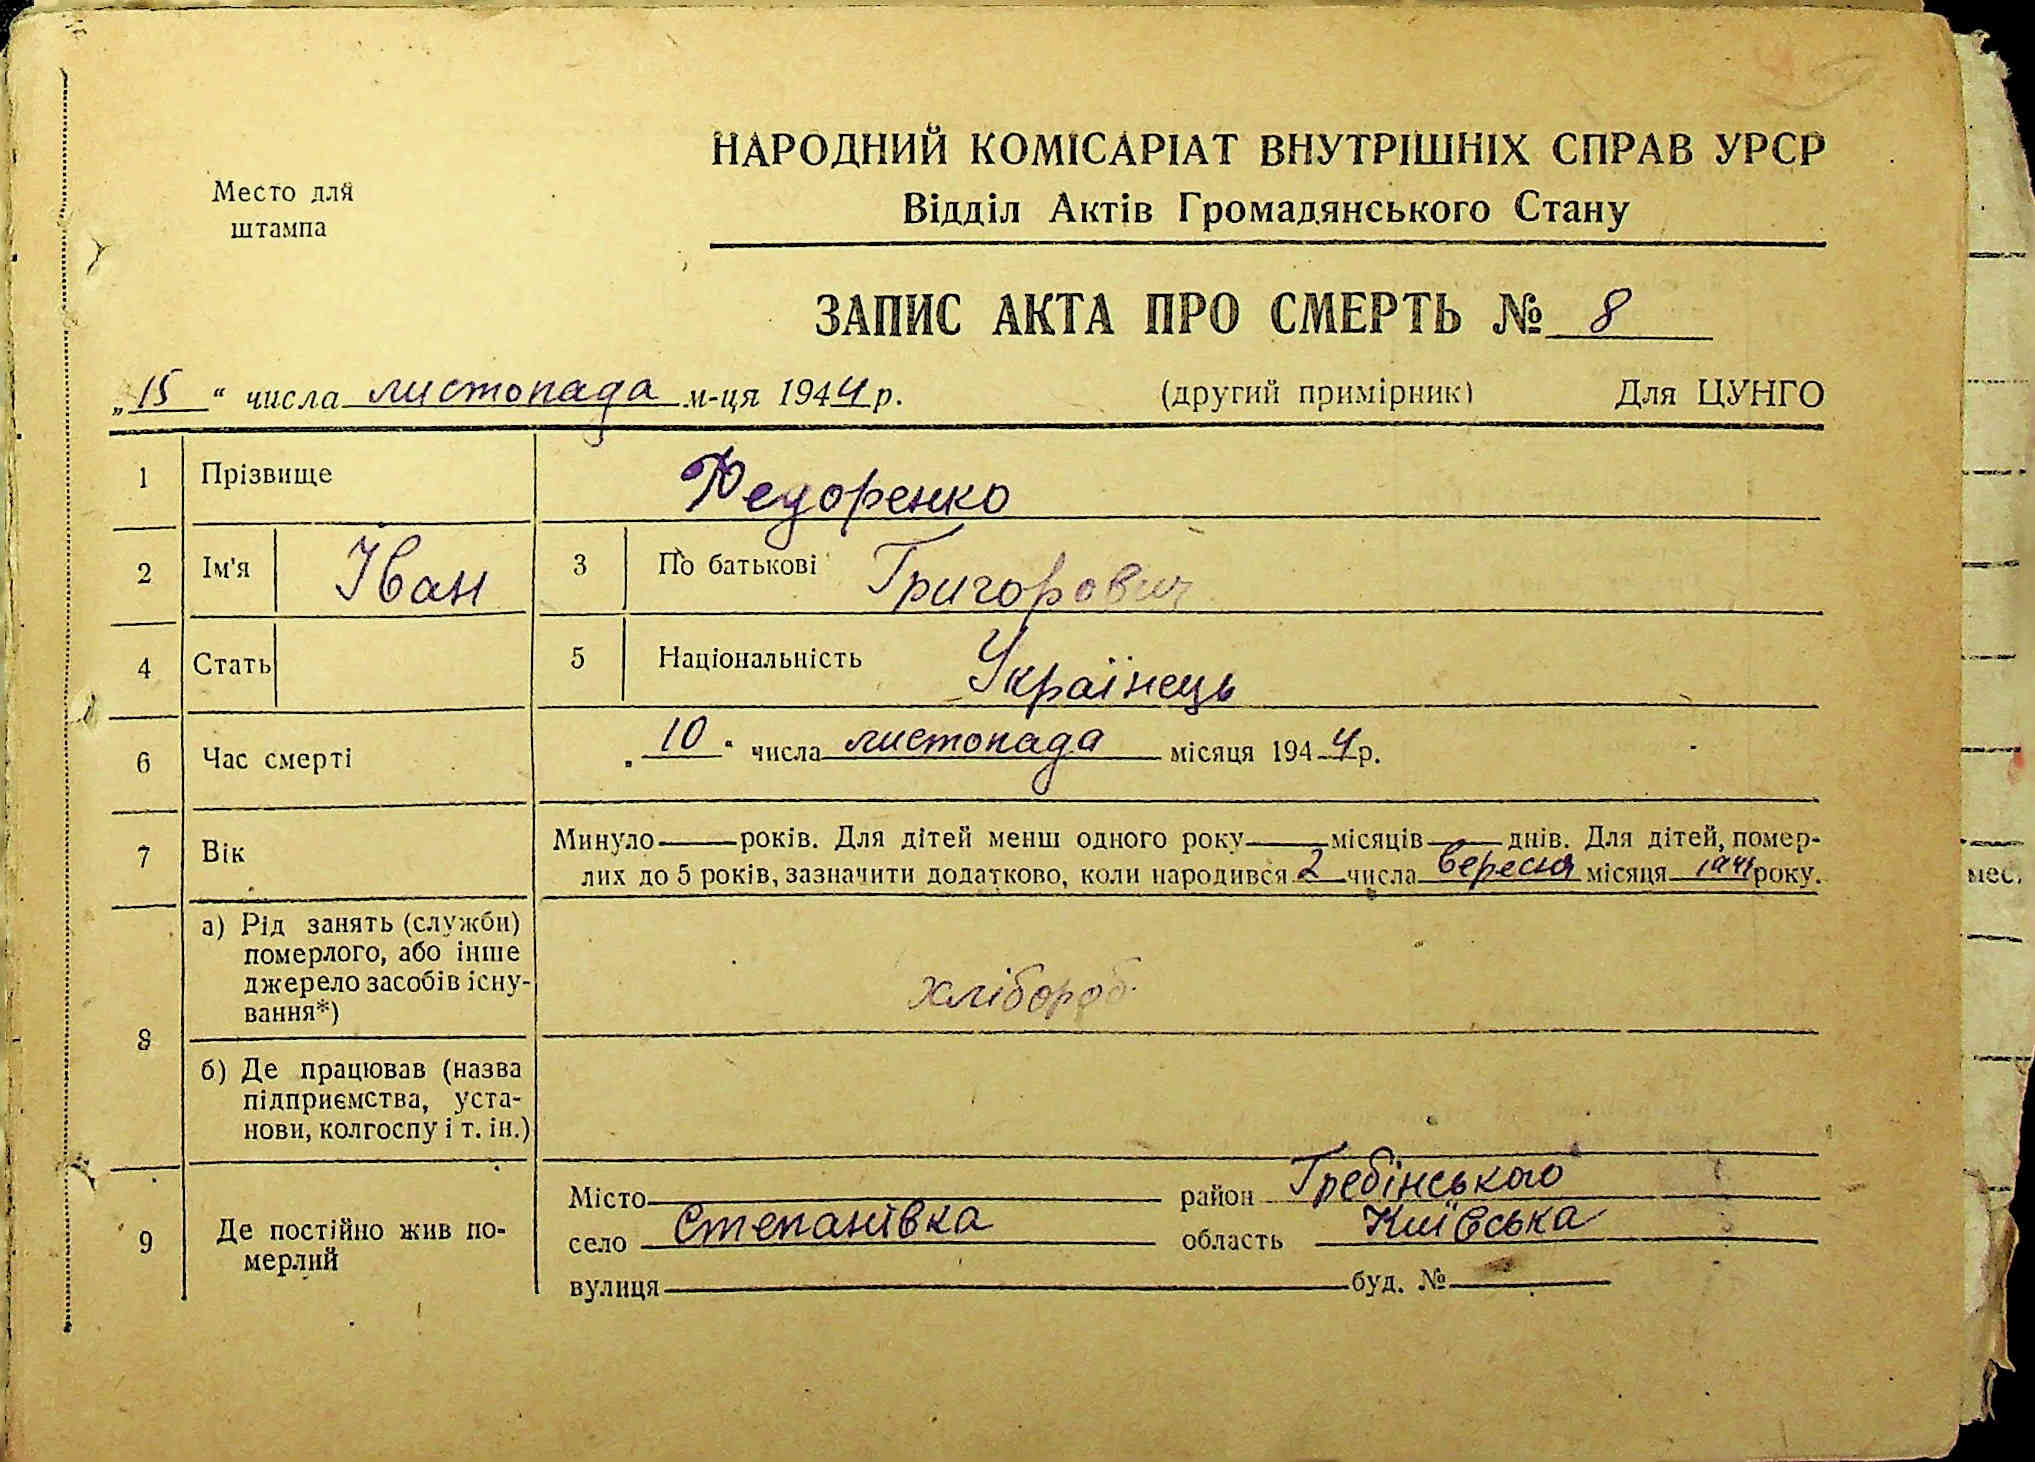 Место для
штампа
НАРОДНИЙ КОМІСАРІАТ ВНУТРІШНІХ СПРАВ УРСР
Відділ Актів Громадянського Стану
ЗАПИС АКТА ПРО СМЕРТЬ № 8
„15“ числа листопада м-ця 1944 р. (другий примірник) Для ЦУНГО
1 Прізвище Федоренко
2 Ім'я Іван 3 По батькові Григорович
4 Стать 5 Національність Українець
6 Час смерті „10“ числа листопада місяця 1944 р.
7 Вік Минуло — років. Для дітей менш одного року — місяців — днів. Для дітей, помер-
лих до 5 років, зазначити додатково, коли народився 2 числа вересня місяця року.
8 а) Рід занять (служби)
померлого, або інше
джерело засобів існу-
вання*) хлібороб
б) Де працював (назва
підприємства, уста-
нови, колгоспу і т. ін.)
9 Де постійно жив по-
мерлий
Місто район Гребінського
село Степанівка область Київська
вулиця буд. №
мес.